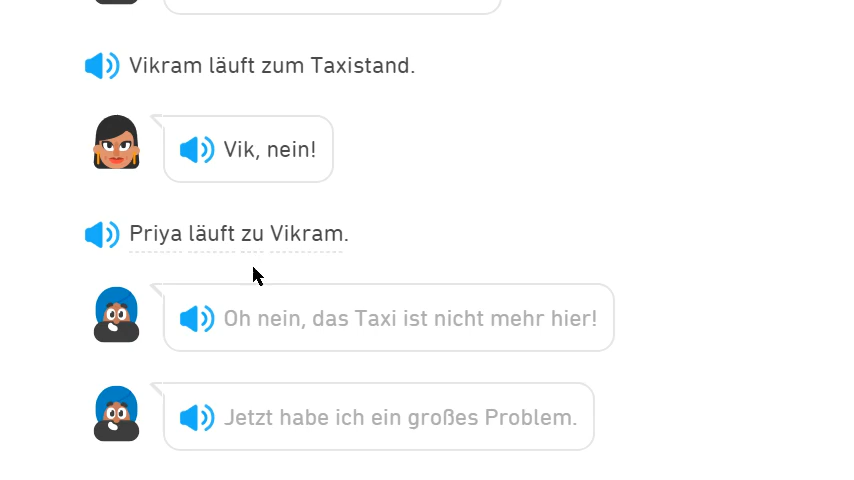 Vikram läuft zum Taxistand.
Vik, nein!
Priya läuft zu Vikram.
Oh nein, das Taxi ist nicht mehr hier!
Jetzt habe ich ein großes Problem.